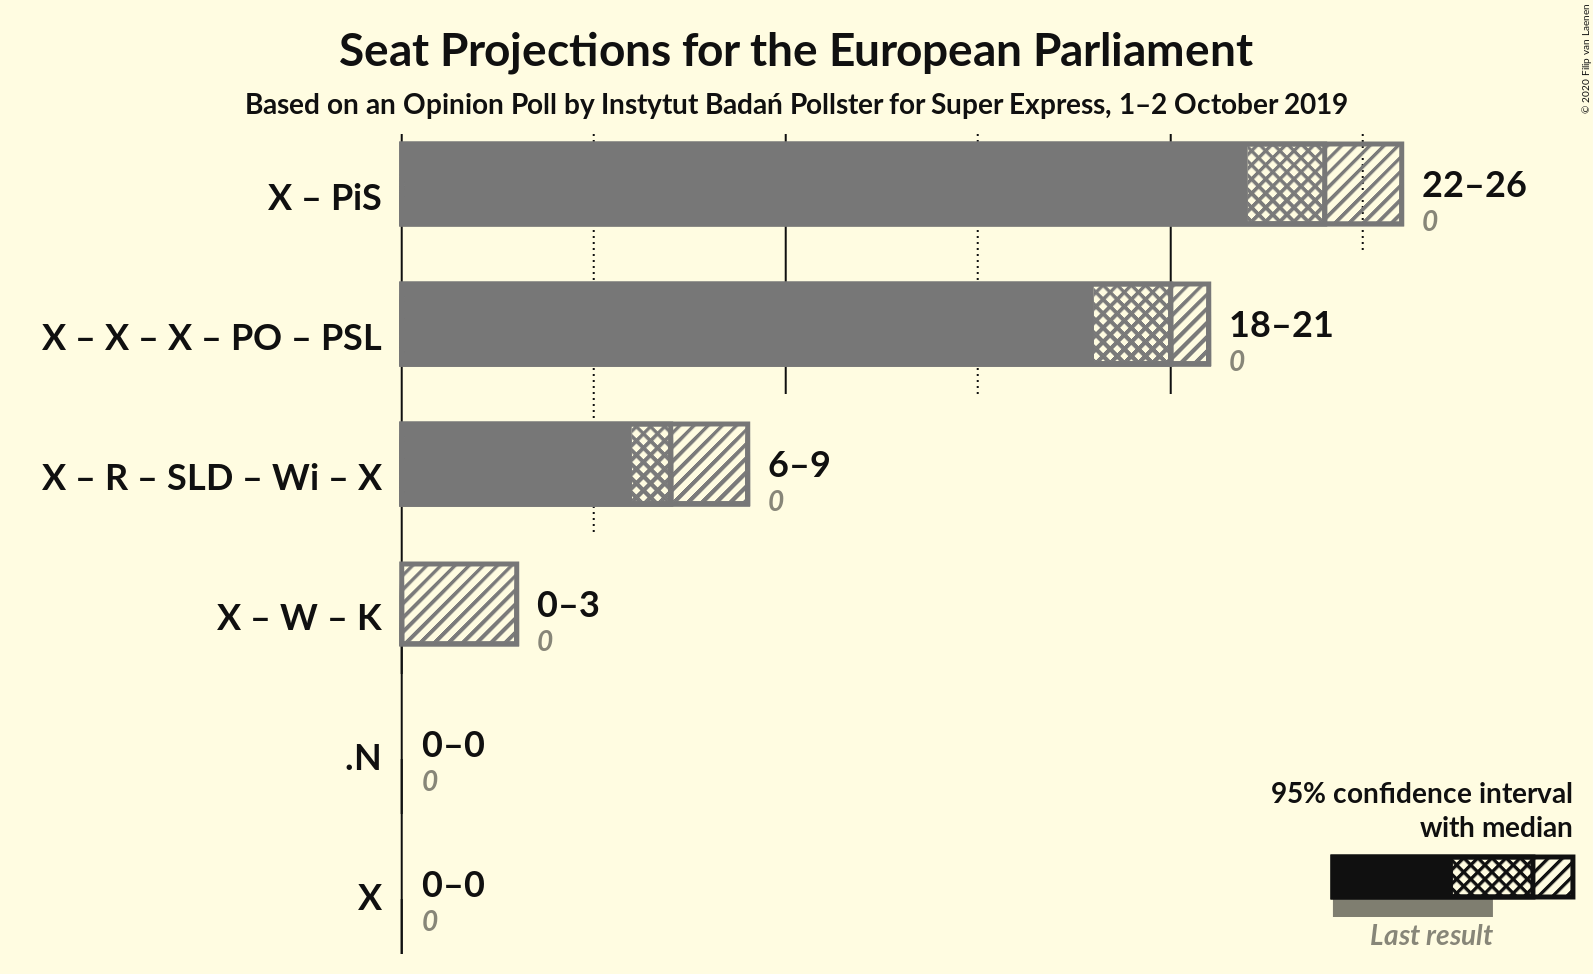 Seat Projections for the European Parliament
Based on an Opinion Poll by Instytut Badań Pollster for Super Express, 1–2 October 2019
© 2020 Filip van Laenen
X – PiS
22–26
0
X – X – X – PO – PSL
18–21
0
X – R – SLD – Wi – X
6–9
0
X – W – K
0–3
0
.N
0–0
0
X
0–0
0
95% confidence interval
with median
Last result